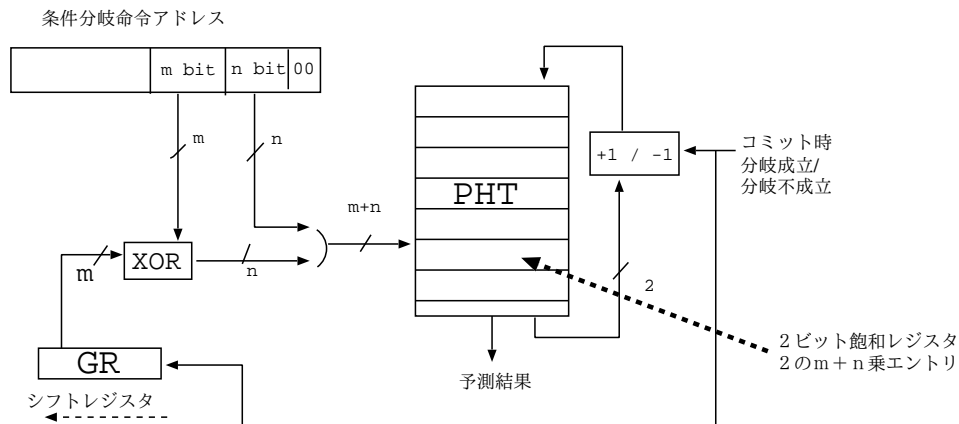 条件分岐命令アドレス
m bit n bit 00
m
n
+1 / -1
コミット時
分岐成立/
分岐不成立
PHT
m+n
XOR
m
n
2
GR
予測結果
2ビット飽和レジスタ
2のm+n乗エントリ
シフトレジスタ